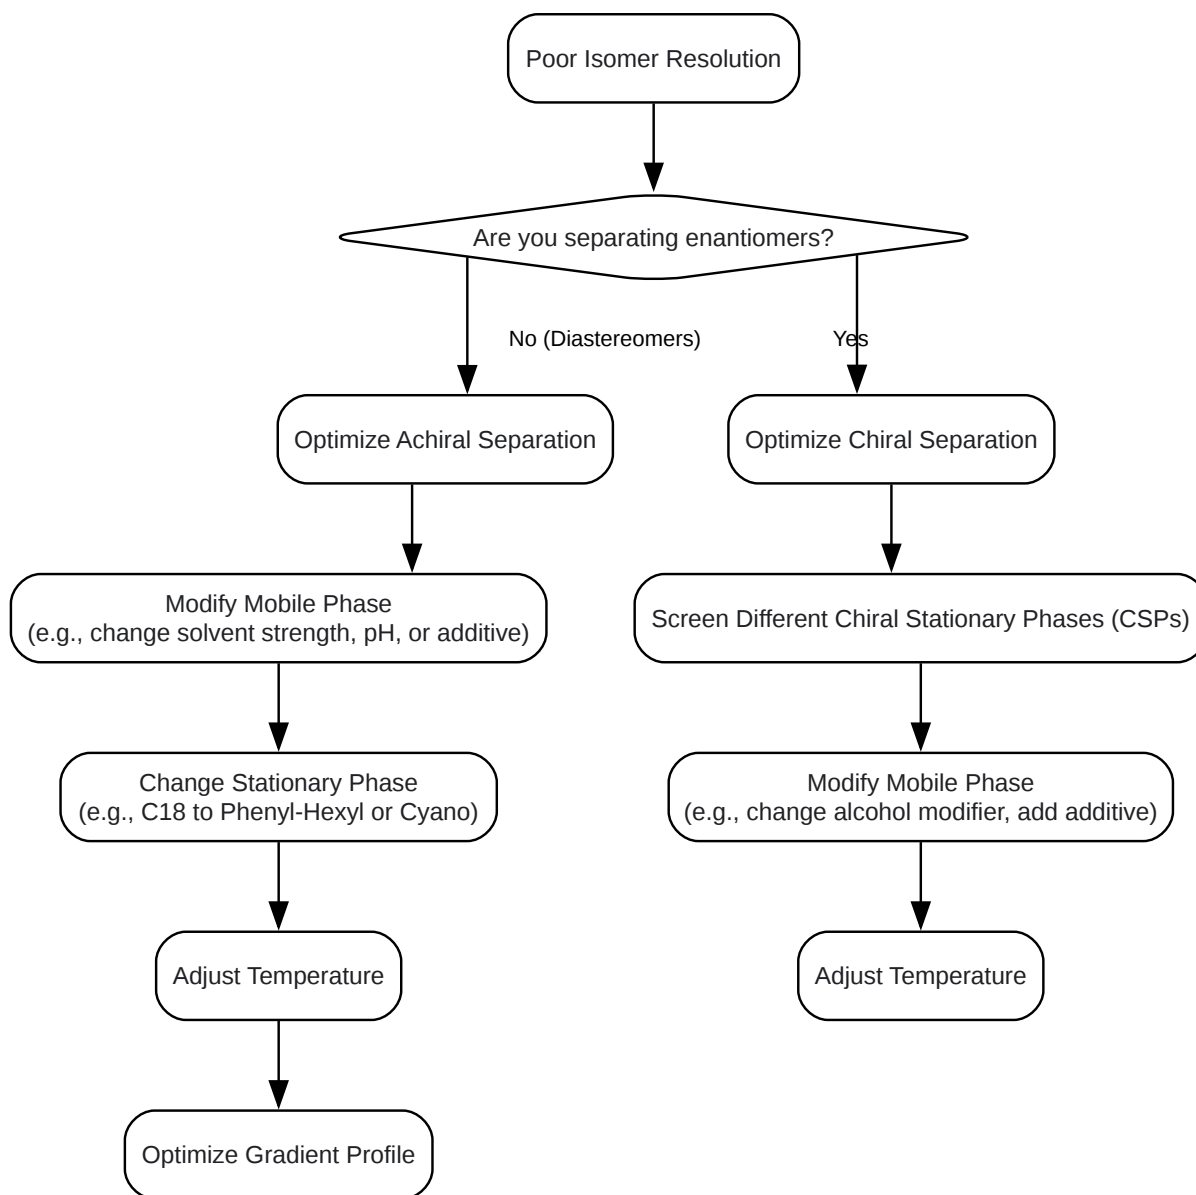 Poor Isomer Resolution
Are you separating enantiomers?
No (Diastereomers)
Yes
Optimize Achiral Separation
Optimize Chiral Separation
Modify Mobile Phase
(e.g., change solvent strength, pH, or additive)
Screen Different Chiral Stationary Phases (CSPs)
Change Stationary Phase
(e.g., C18 to Phenyl-Hexyl or Cyano)
Modify Mobile Phase
(e.g., change alcohol modifier, add additive)
Adjust Temperature
Adjust Temperature
Optimize Gradient Profile